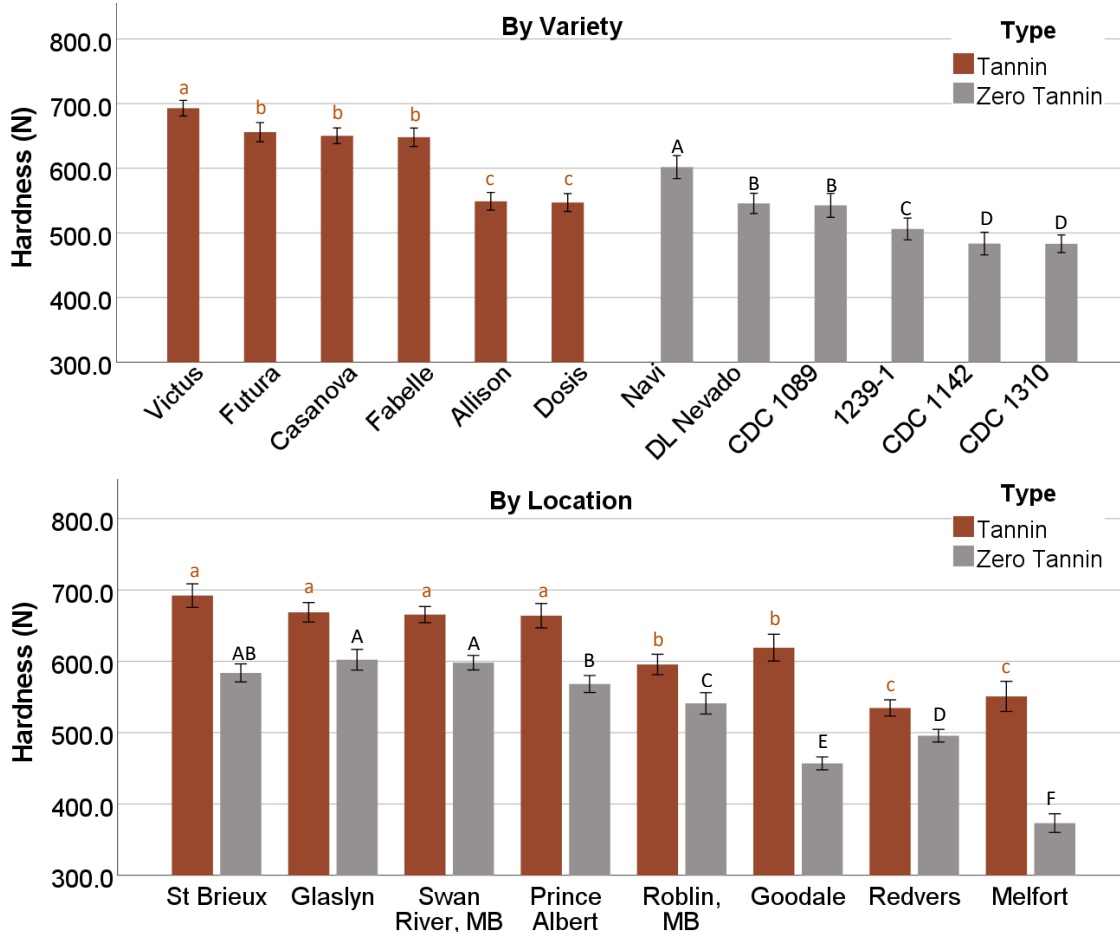 By Variety
Type
Tannin
Zero Tannin
Hardness (N)
800.0
700.0
600.0
500.0
400.0
300.0
a
b
b
b
c
c
A
B
B
C
D
D
Victus
Futura
Casanova
Fabelle
Allison
Dosis
Navi
DL Nevado
CDC 1089
1239-1
CDC 1142
CDC 1310
By Location
Type
Tannin
Zero Tannin
Hardness (N)
800.0
700.0
600.0
500.0
400.0
300.0
a
AB
a
A
a
A
a
B
b
C
b
E
c
D
c
F
St Brieux
Glaslyn
Swan
River, MB
Prince
Albert
Roblin,
MB
Goodale
Redvers
Melfort